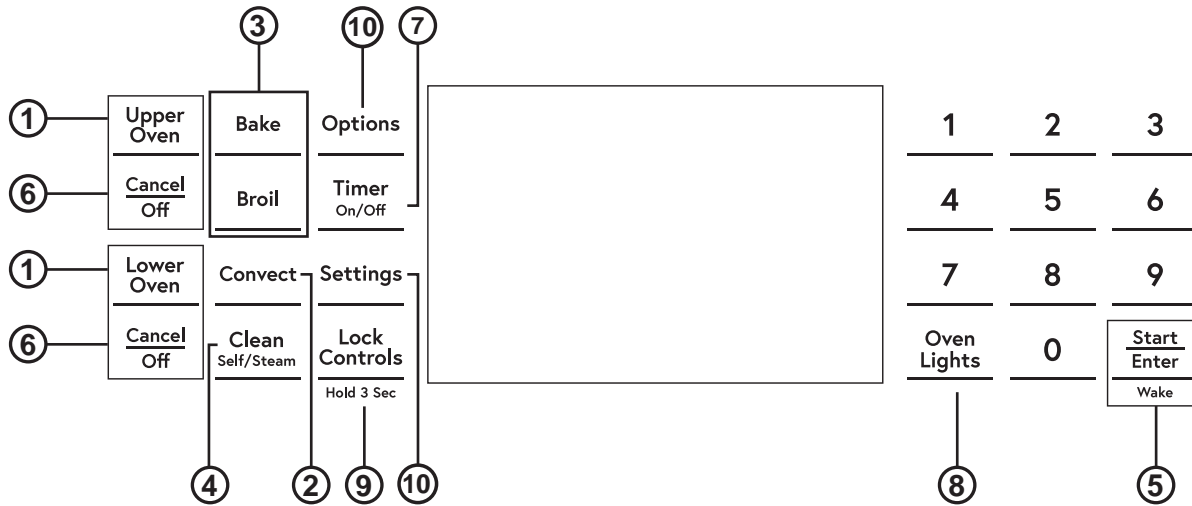 3 10 7
1 Upper
Oven
Bake
Options
1 2 3
6 Cancel
Off
Broil
Timer
On/Off
4 5 6
1 Lower
Oven
Convect
Settings
7 8 9
6 Cancel
Off
Clean
Self/Steam
Lock
Controls
Hold 3 Sec
Oven
Lights
0
Start
Enter
Wake
4 2 9 10 8 5